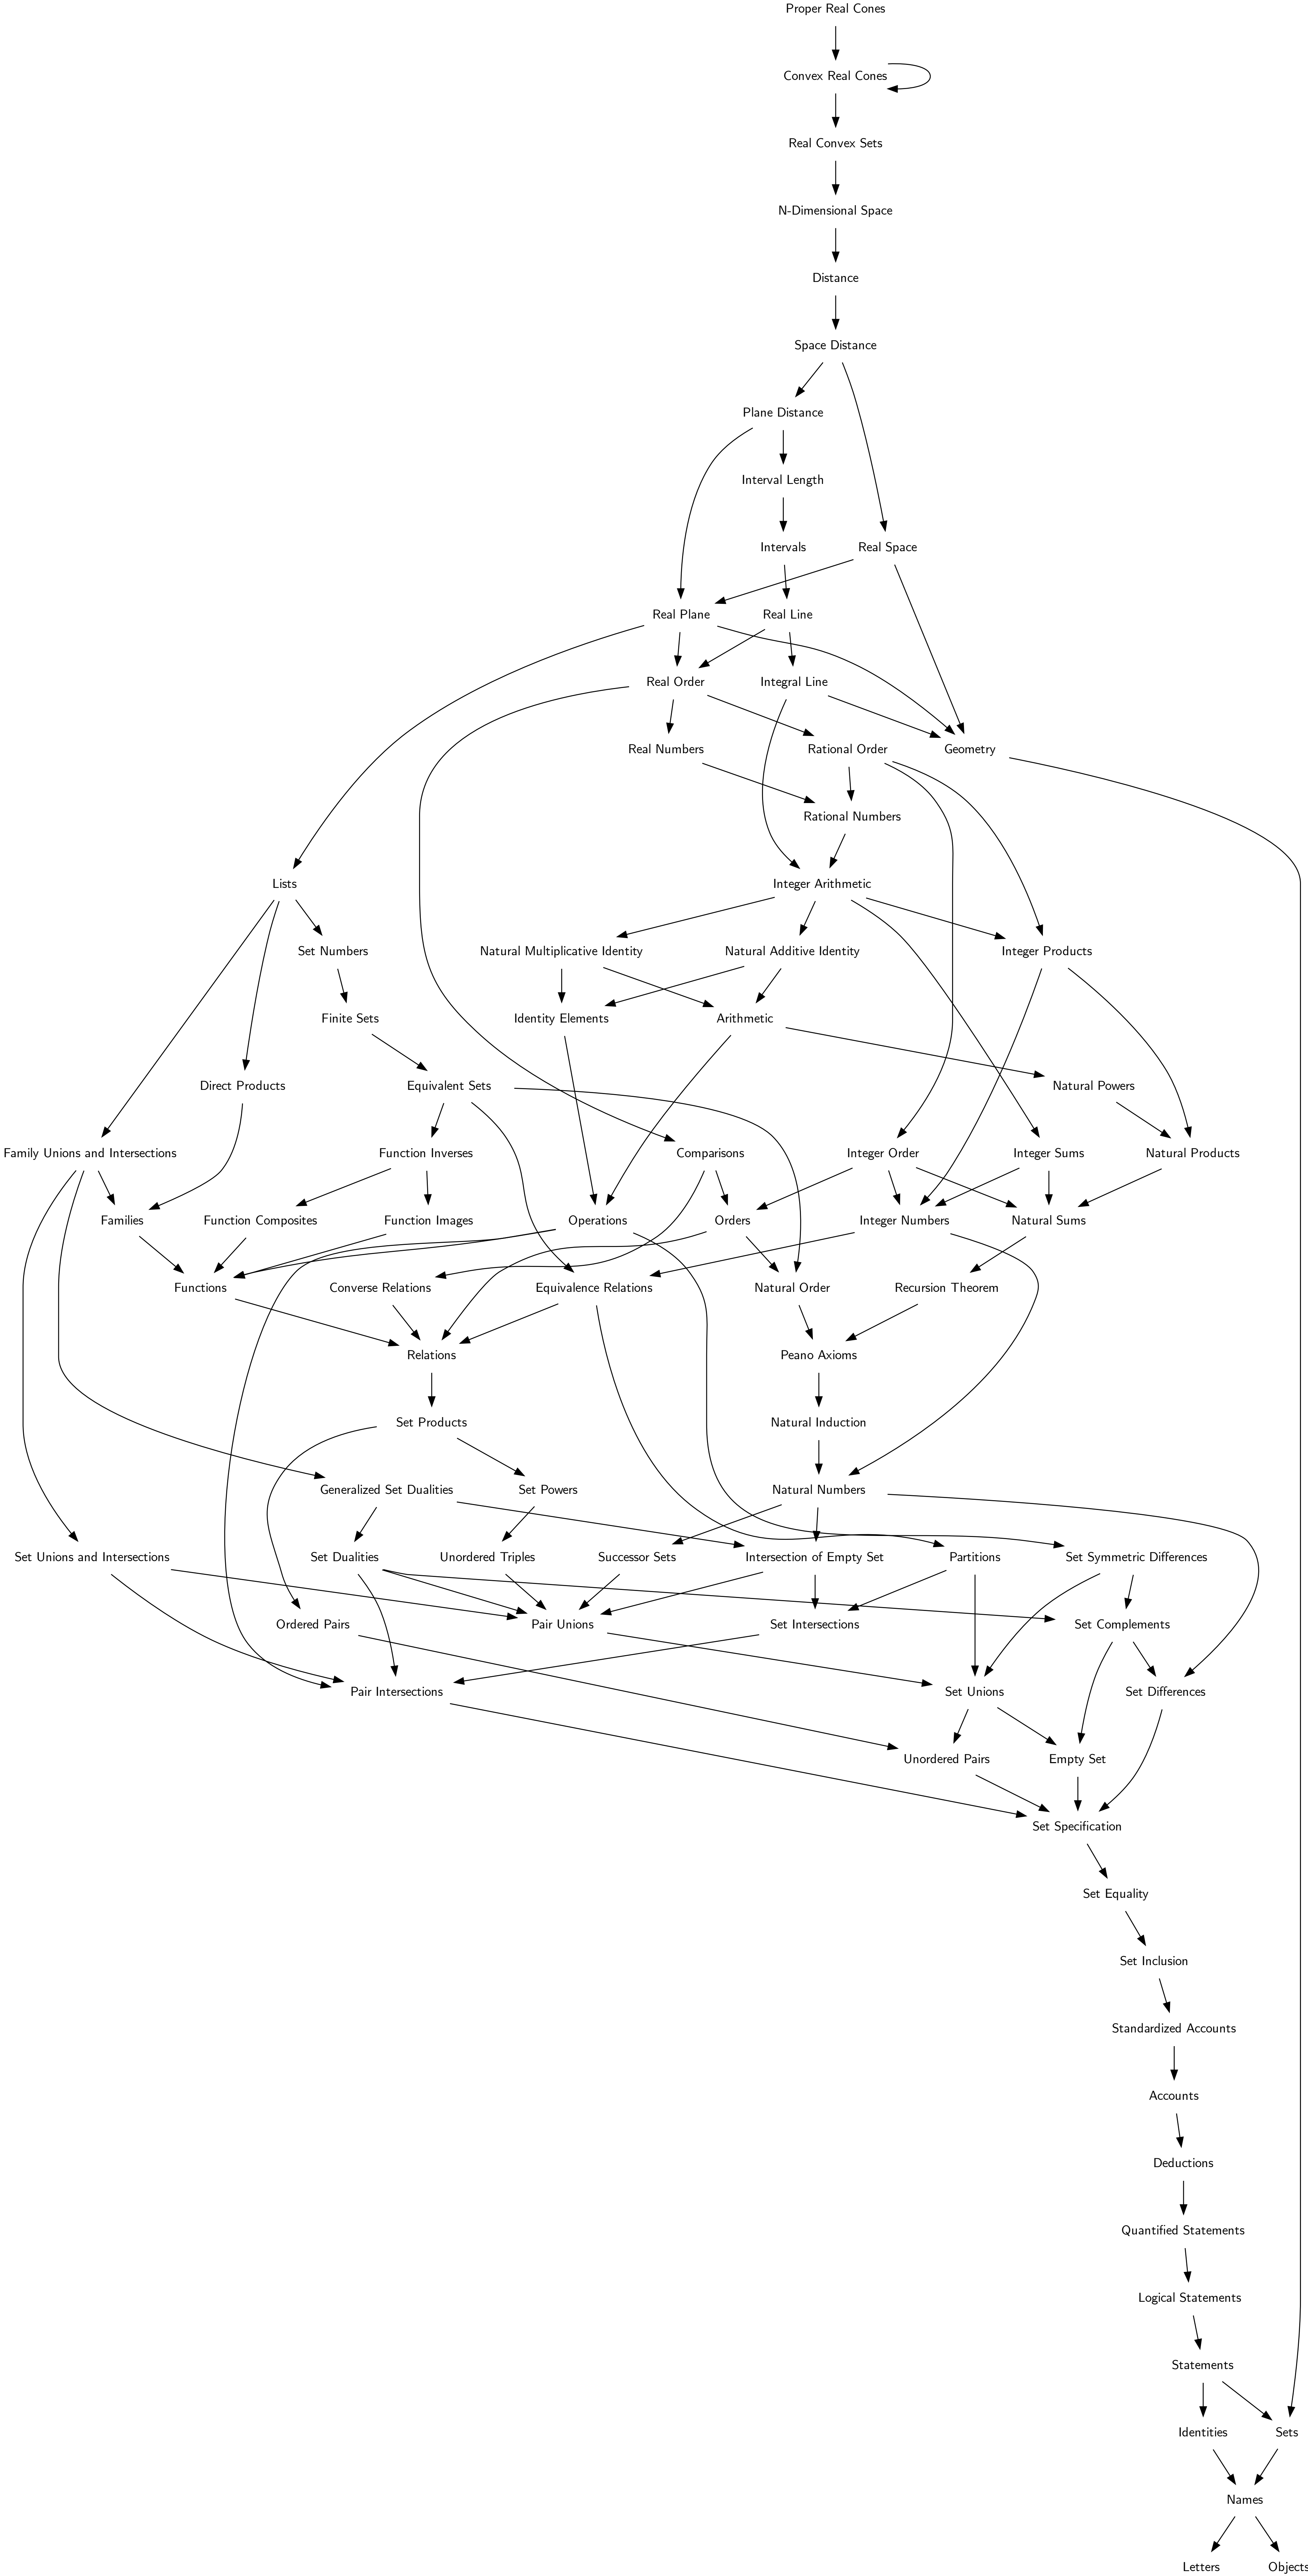 Proper Real Cones
Convex Real Cones
Real Convex Sets
N-Dimensional Space
Distance
Space Distance
Plane Distance
Interval Length
Intervals
Real Space
Real Plane
Real Line
Real Order
Integral Line
Real Numbers
Rational Order
Geometry
Rational Numbers
Lists
Integer Arithmetic
Set Numbers
Natural Multiplicative Identity
Natural Additive Identity
Integer Products
Finite Sets
Identity Elements
Arithmetic
Direct Products
Equivalent Sets
Natural Powers
Family Unions and Intersections
Function Inverses
Comparisons
Integer Order
Integer Sums
Natural Products
Families
Function Composites
Function Images
Operations
Orders
Integer Numbers
Natural Sums
Functions
Converse Relations
Equivalence Relations
Natural Order
Recursion Theorem
Relations
Peano Axioms
Set Products
Natural Induction
Generalized Set Dualities
Set Powers
Natural Numbers
Set Unions and Intersections
Set Dualities
Unordered Triples
Successor Sets
Intersection of Empty Set
Partitions
Set Symmetric Differences
Ordered Pairs
Pair Unions
Set Intersections
Set Complements
Pair Intersections
Set Unions
Set Differences
Unordered Pairs
Empty Set
Set Specification
Set Equality
Set Inclusion
Standardized Accounts
Accounts
Deductions
Quantified Statements
Logical Statements
Statements
Identities
Sets
Names
Letters
Objects